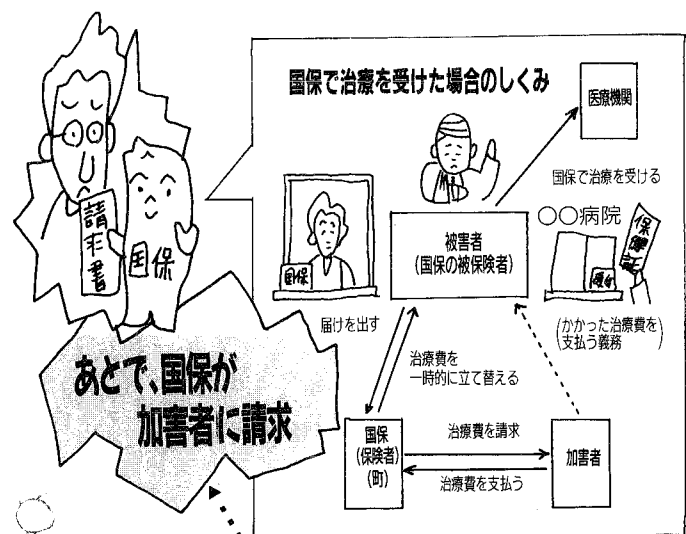 国保で治療を受けた場合のしくみ
医療機関
国保で治療を受ける
請求書
国保
国保
被害者
(国保の被保険者)
○○病院
保険証
届けを出す
(かかった治療費を
支払う義務)
治療費を
一時的に立て替える
あとで、国保が
加害者に請求
国保
(保険者)
(町)
治療費を請求
治療費を支払う
加害者